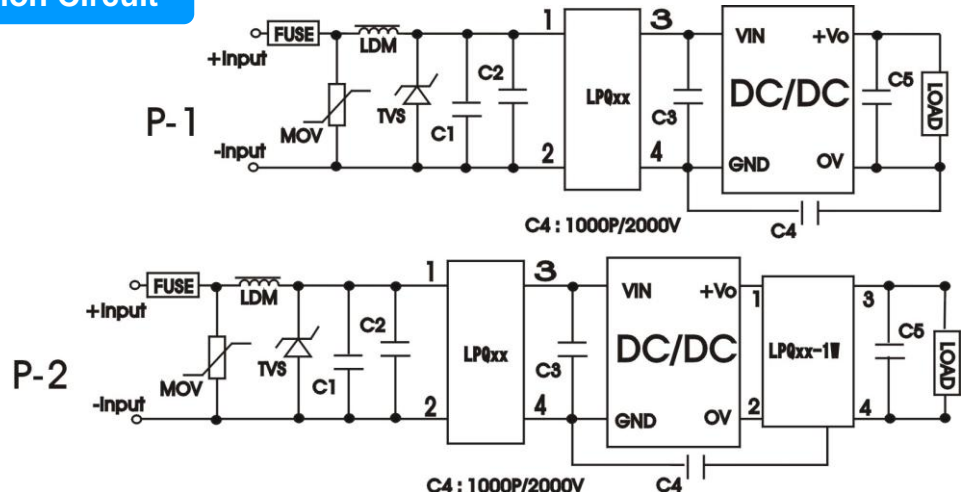 ion Circuit
P-1
+Input
FUSE
LDM
MOV
TVS
C1
C2
-Input
1
2
LPQxx
3
4
C3
VIN
+Vo
DC/DC
GND
OV
C5
LOAD
C4 : 1000P/2000V
C4
P-2
+Input
FUSE
LDM
MOV
TVS
C1
C2
-Input
1
2
LPQxx
3
4
C3
VIN
+Vo
DC/DC
GND
OV
1
2
LPQxx-1W
3
4
C5
LOAD
C4 : 1000P/2000V
C4